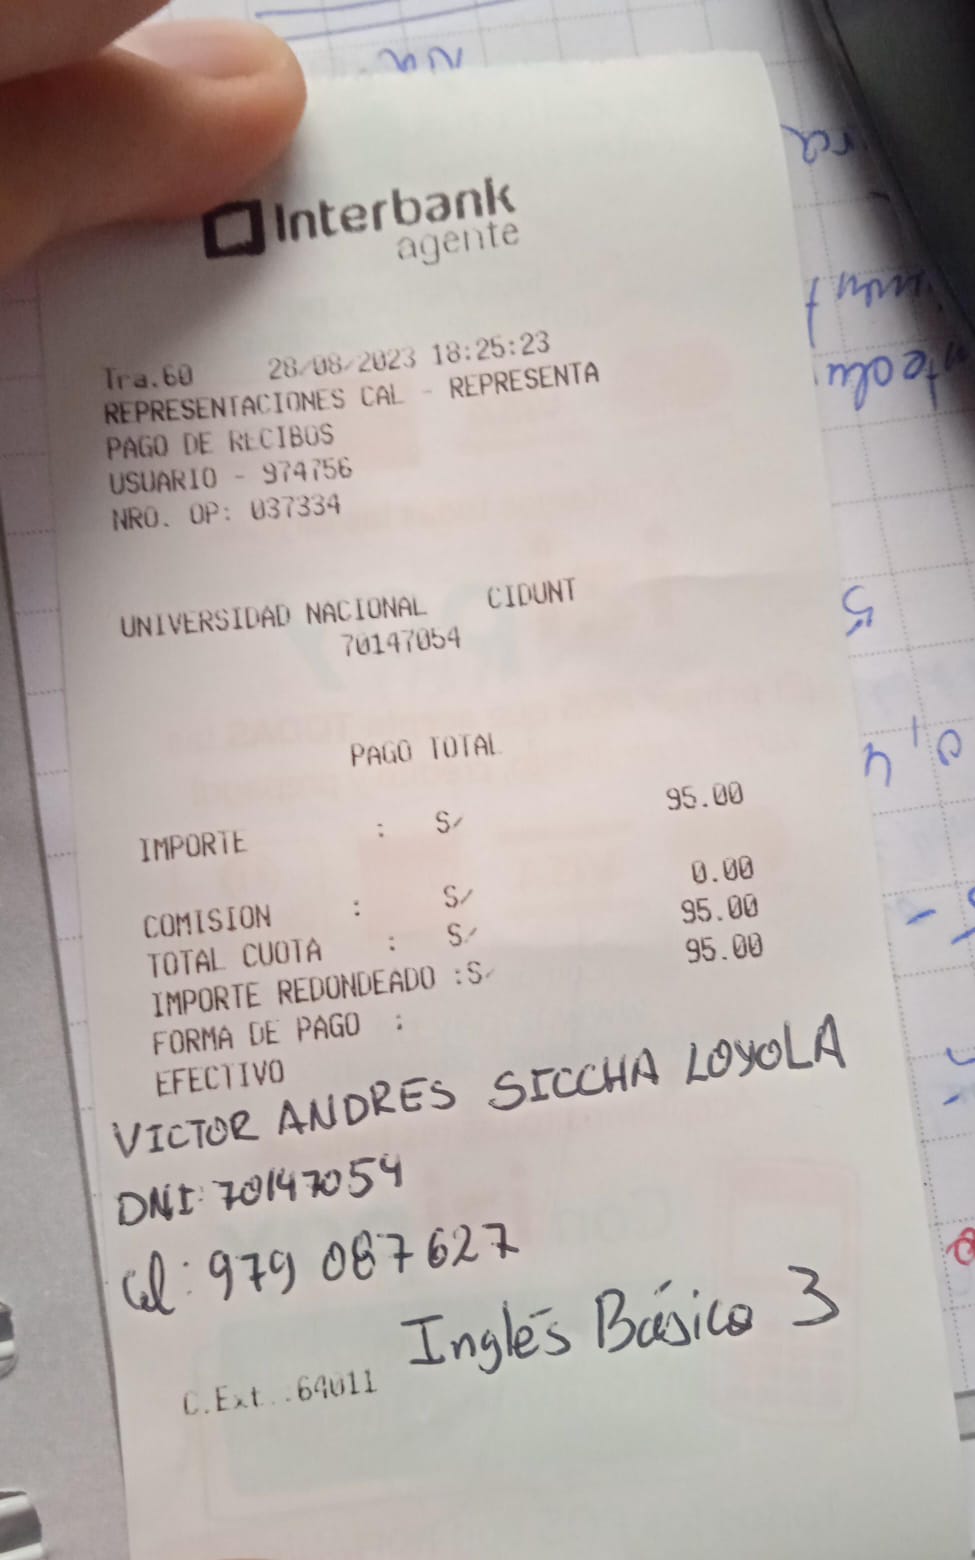 Interbank
agente
Tra.60 28/08/2023 18:25:23
REPRESENTACIONES CAL - REPRESENTA
PAGO DE RECIBOS
USUARIO - 974756
NRO. OP: 037334
UNIVERSIDAD NACIONAL CIDUNT
70147054
PAGO TOTAL
IMPORTE : S/ 95.00
COMISION : S/ 0.00
TOTAL CUOTA : S/ 95.00
IMPORTE REDONDEADO :S/ 95.00
FORMA DE PAGO :
EFECTIVO
VICTOR ANDRES SICCHA LOYOLA
DNI: 70147054
Cel: 979 087627
Inglés Básico 3
C.Ext..:64011